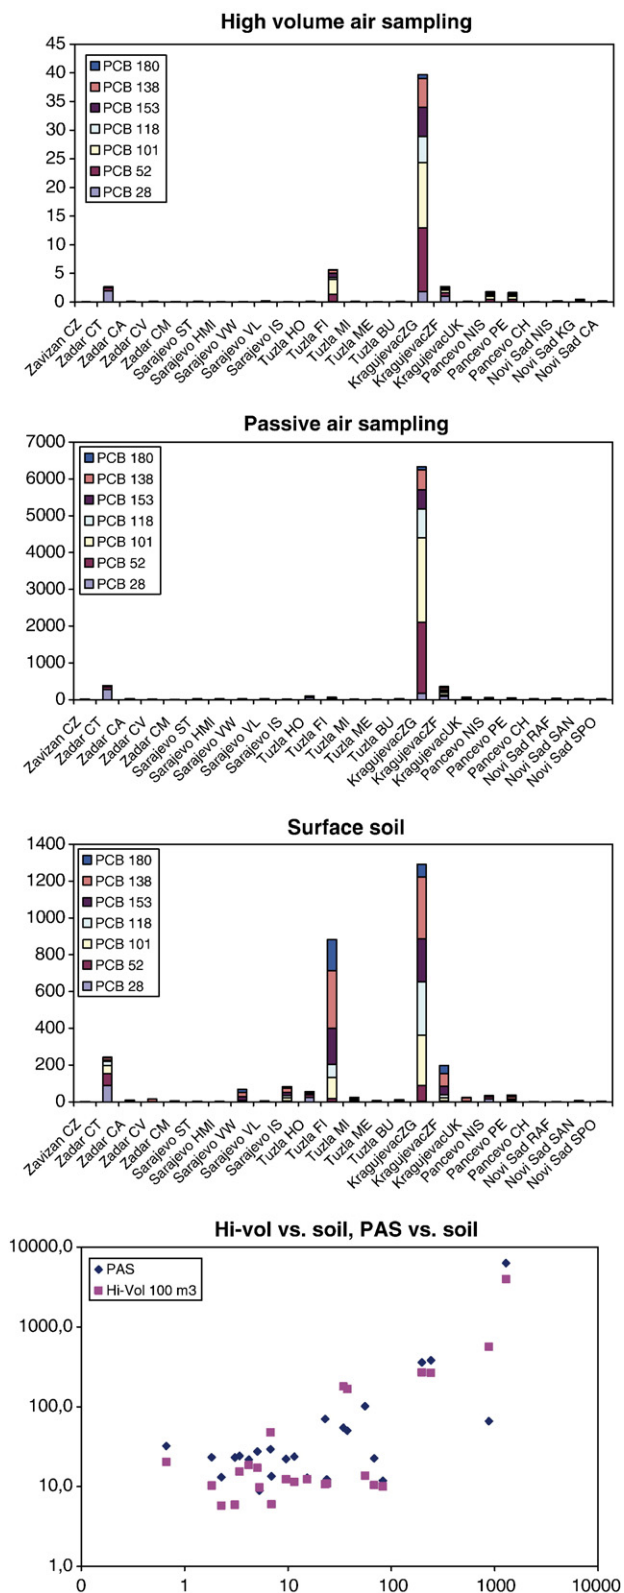 High volume air sampling
45
40
35
30
25
20
15
10
5
0
PCB 180
PCB 138
PCB 153
PCB 118
PCB 101
PCB 52
PCB 28
Zavizan CZ
Zadar CT
Zadar CA
Zadar CV
Zadar CM
Sarajevo ST
Sarajevo HMI
Sarajevo VW
Sarajevo VL
Sarajevo IS
Tuzla HO
Tuzla FI
Tuzla MI
Tuzla ME
Tuzla BU
KragujevacZG
KragujevacZF
KragujevacUK
Pancevo NIS
Pancevo PE
Pancevo CH
Novi Sad NIS
Novi Sad KG
Novi Sad CA
Passive air sampling
7000
6000
5000
4000
3000
2000
1000
0
PCB 180
PCB 138
PCB 153
PCB 118
PCB 101
PCB 52
PCB 28
Zavizan CZ
Zadar CT
Zadar CA
Zadar CV
Zadar CM
Sarajevo ST
Sarajevo HMI
Sarajevo VW
Sarajevo VL
Sarajevo IS
Tuzla HO
Tuzla FI
Tuzla MI
Tuzla ME
Tuzla BU
KragujevacZG
KragujevacZF
KragujevacUK
Pancevo NIS
Pancevo PE
Pancevo CH
Novi Sad RAF
Novi Sad SAN
Novi Sad SPO
Surface soil
1400
1200
1000
800
600
400
200
0
PCB 180
PCB 138
PCB 153
PCB 118
PCB 101
PCB 52
PCB 28
Zavizan CZ
Zadar CT
Zadar CA
Zadar CV
Zadar CM
Sarajevo ST
Sarajevo HMI
Sarajevo VW
Sarajevo VL
Sarajevo IS
Tuzla HO
Tuzla FI
Tuzla MI
Tuzla ME
Tuzla BU
KragujevacZG
KragujevacZF
KragujevacUK
Pancevo NIS
Pancevo PE
Pancevo CH
Novi Sad RAF
Novi Sad SAN
Novi Sad SPO
Hi-vol vs. soil, PAS vs. soil
10000,0
1000,0
100,0
10,0
1,0
PAS
Hi-Vol 100 m3
0 1 10 100 1000 10000